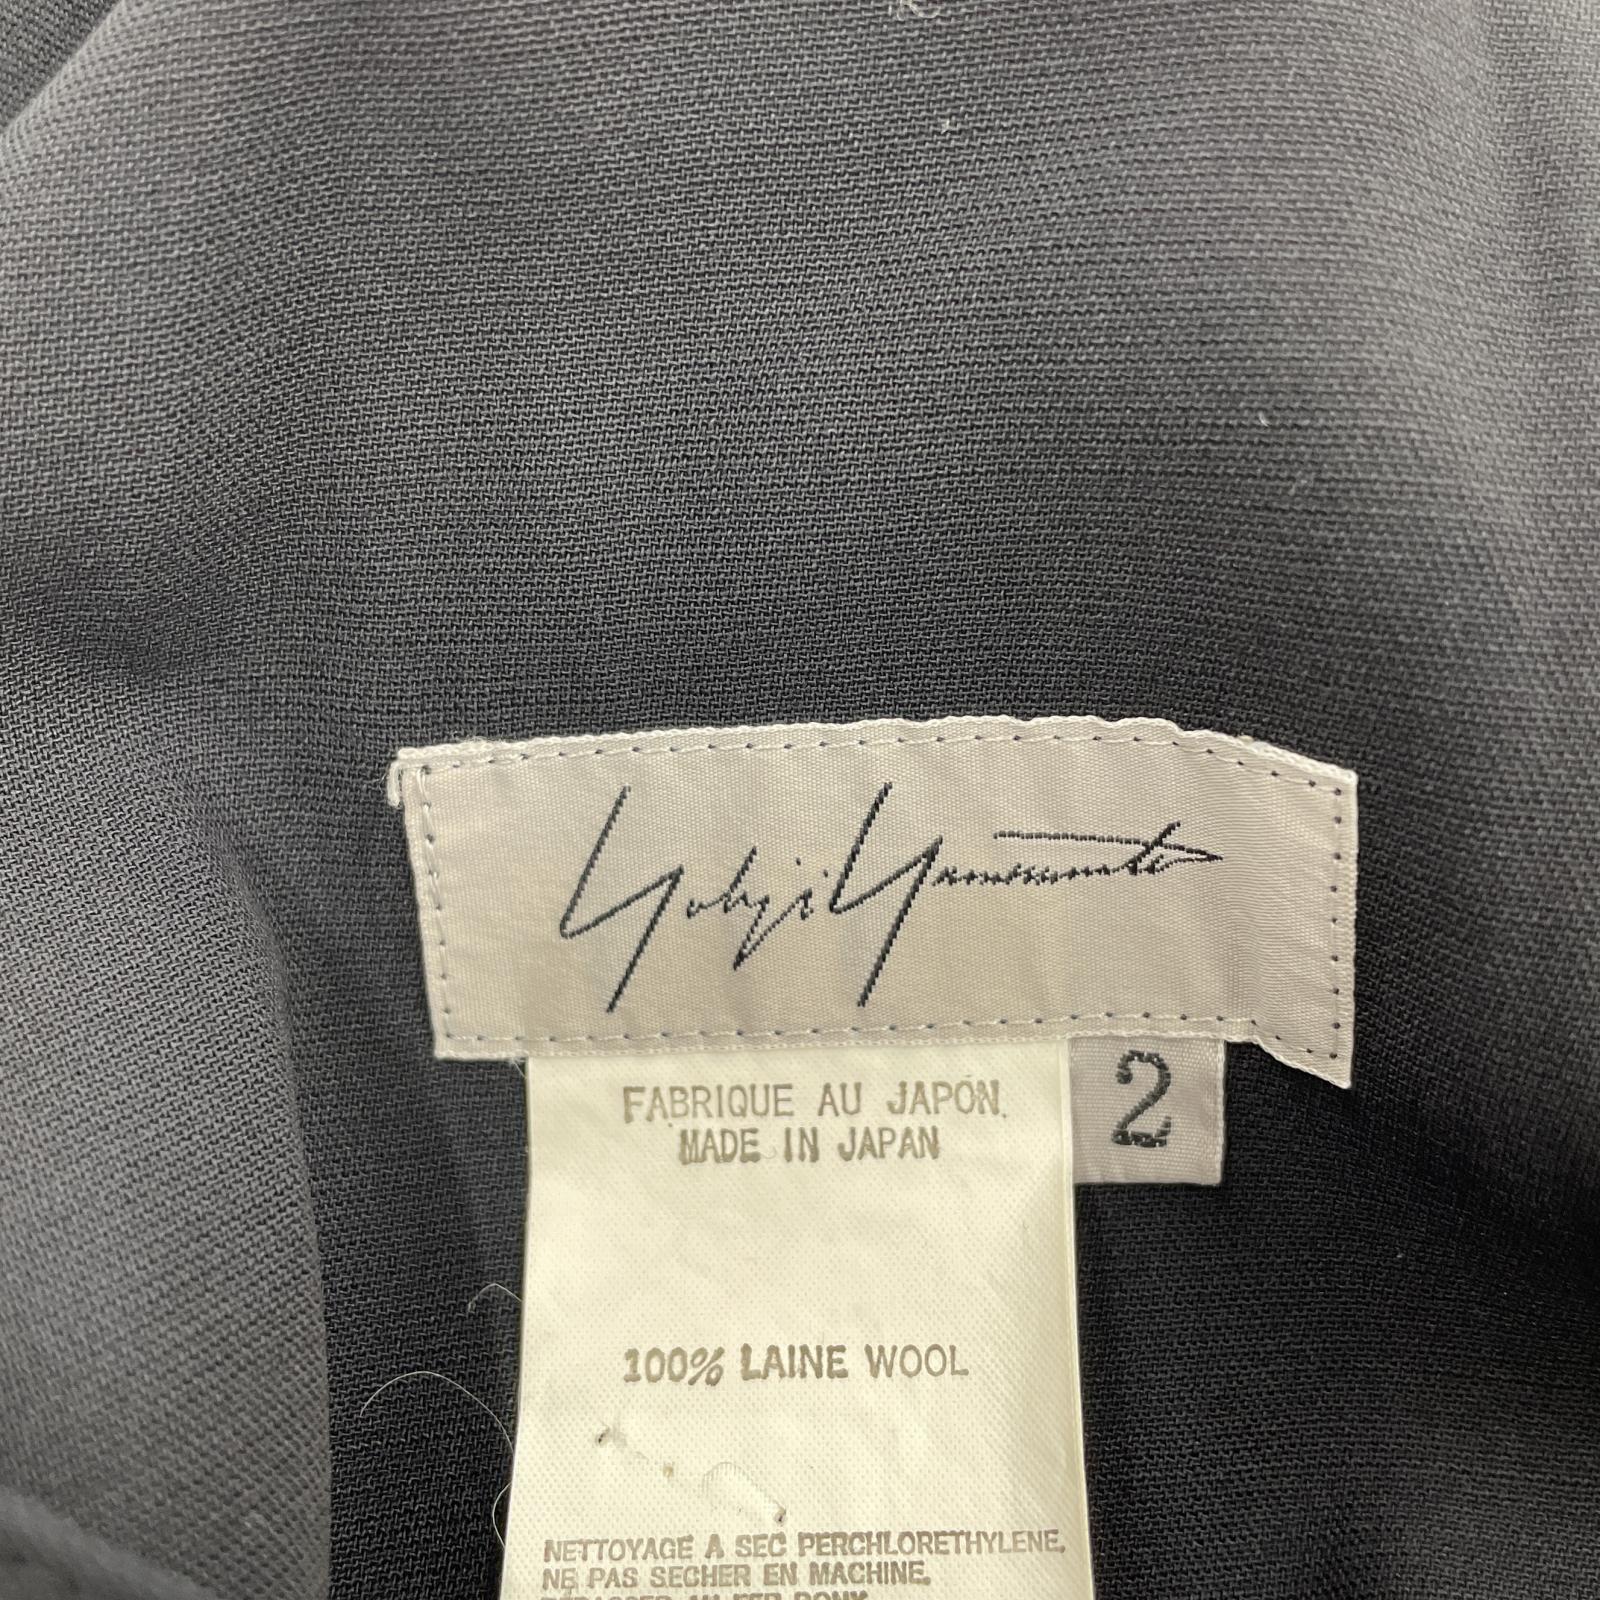 Yohji Yamamoto
2
FABRIQUE AU JAPON.
MADE IN JAPAN
100% LAINE WOOL
NETTOYAGE A SEC PERCHLORETHYLENE.
NE PAS SECHER EN MACHINE.